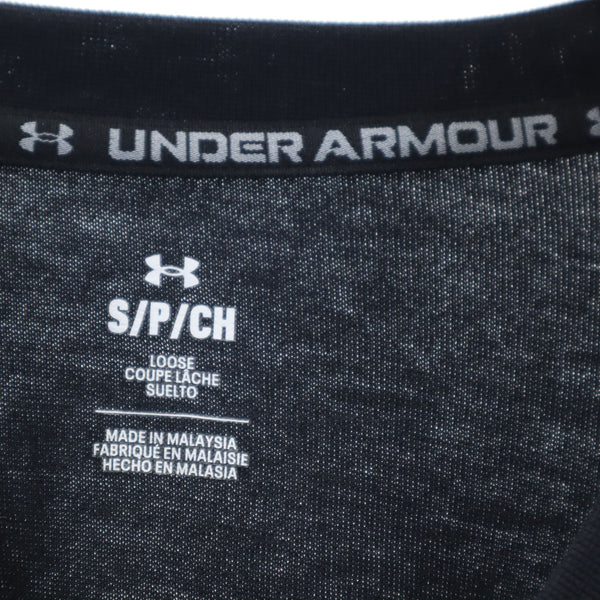 UNDER ARMOUR
S/P/CH
LOOSE
COUPE LÂCHE
SUELTO
MADE IN MALAYSIA
FABRIQUÉ EN MALAISIE
HECHO EN MALASIA